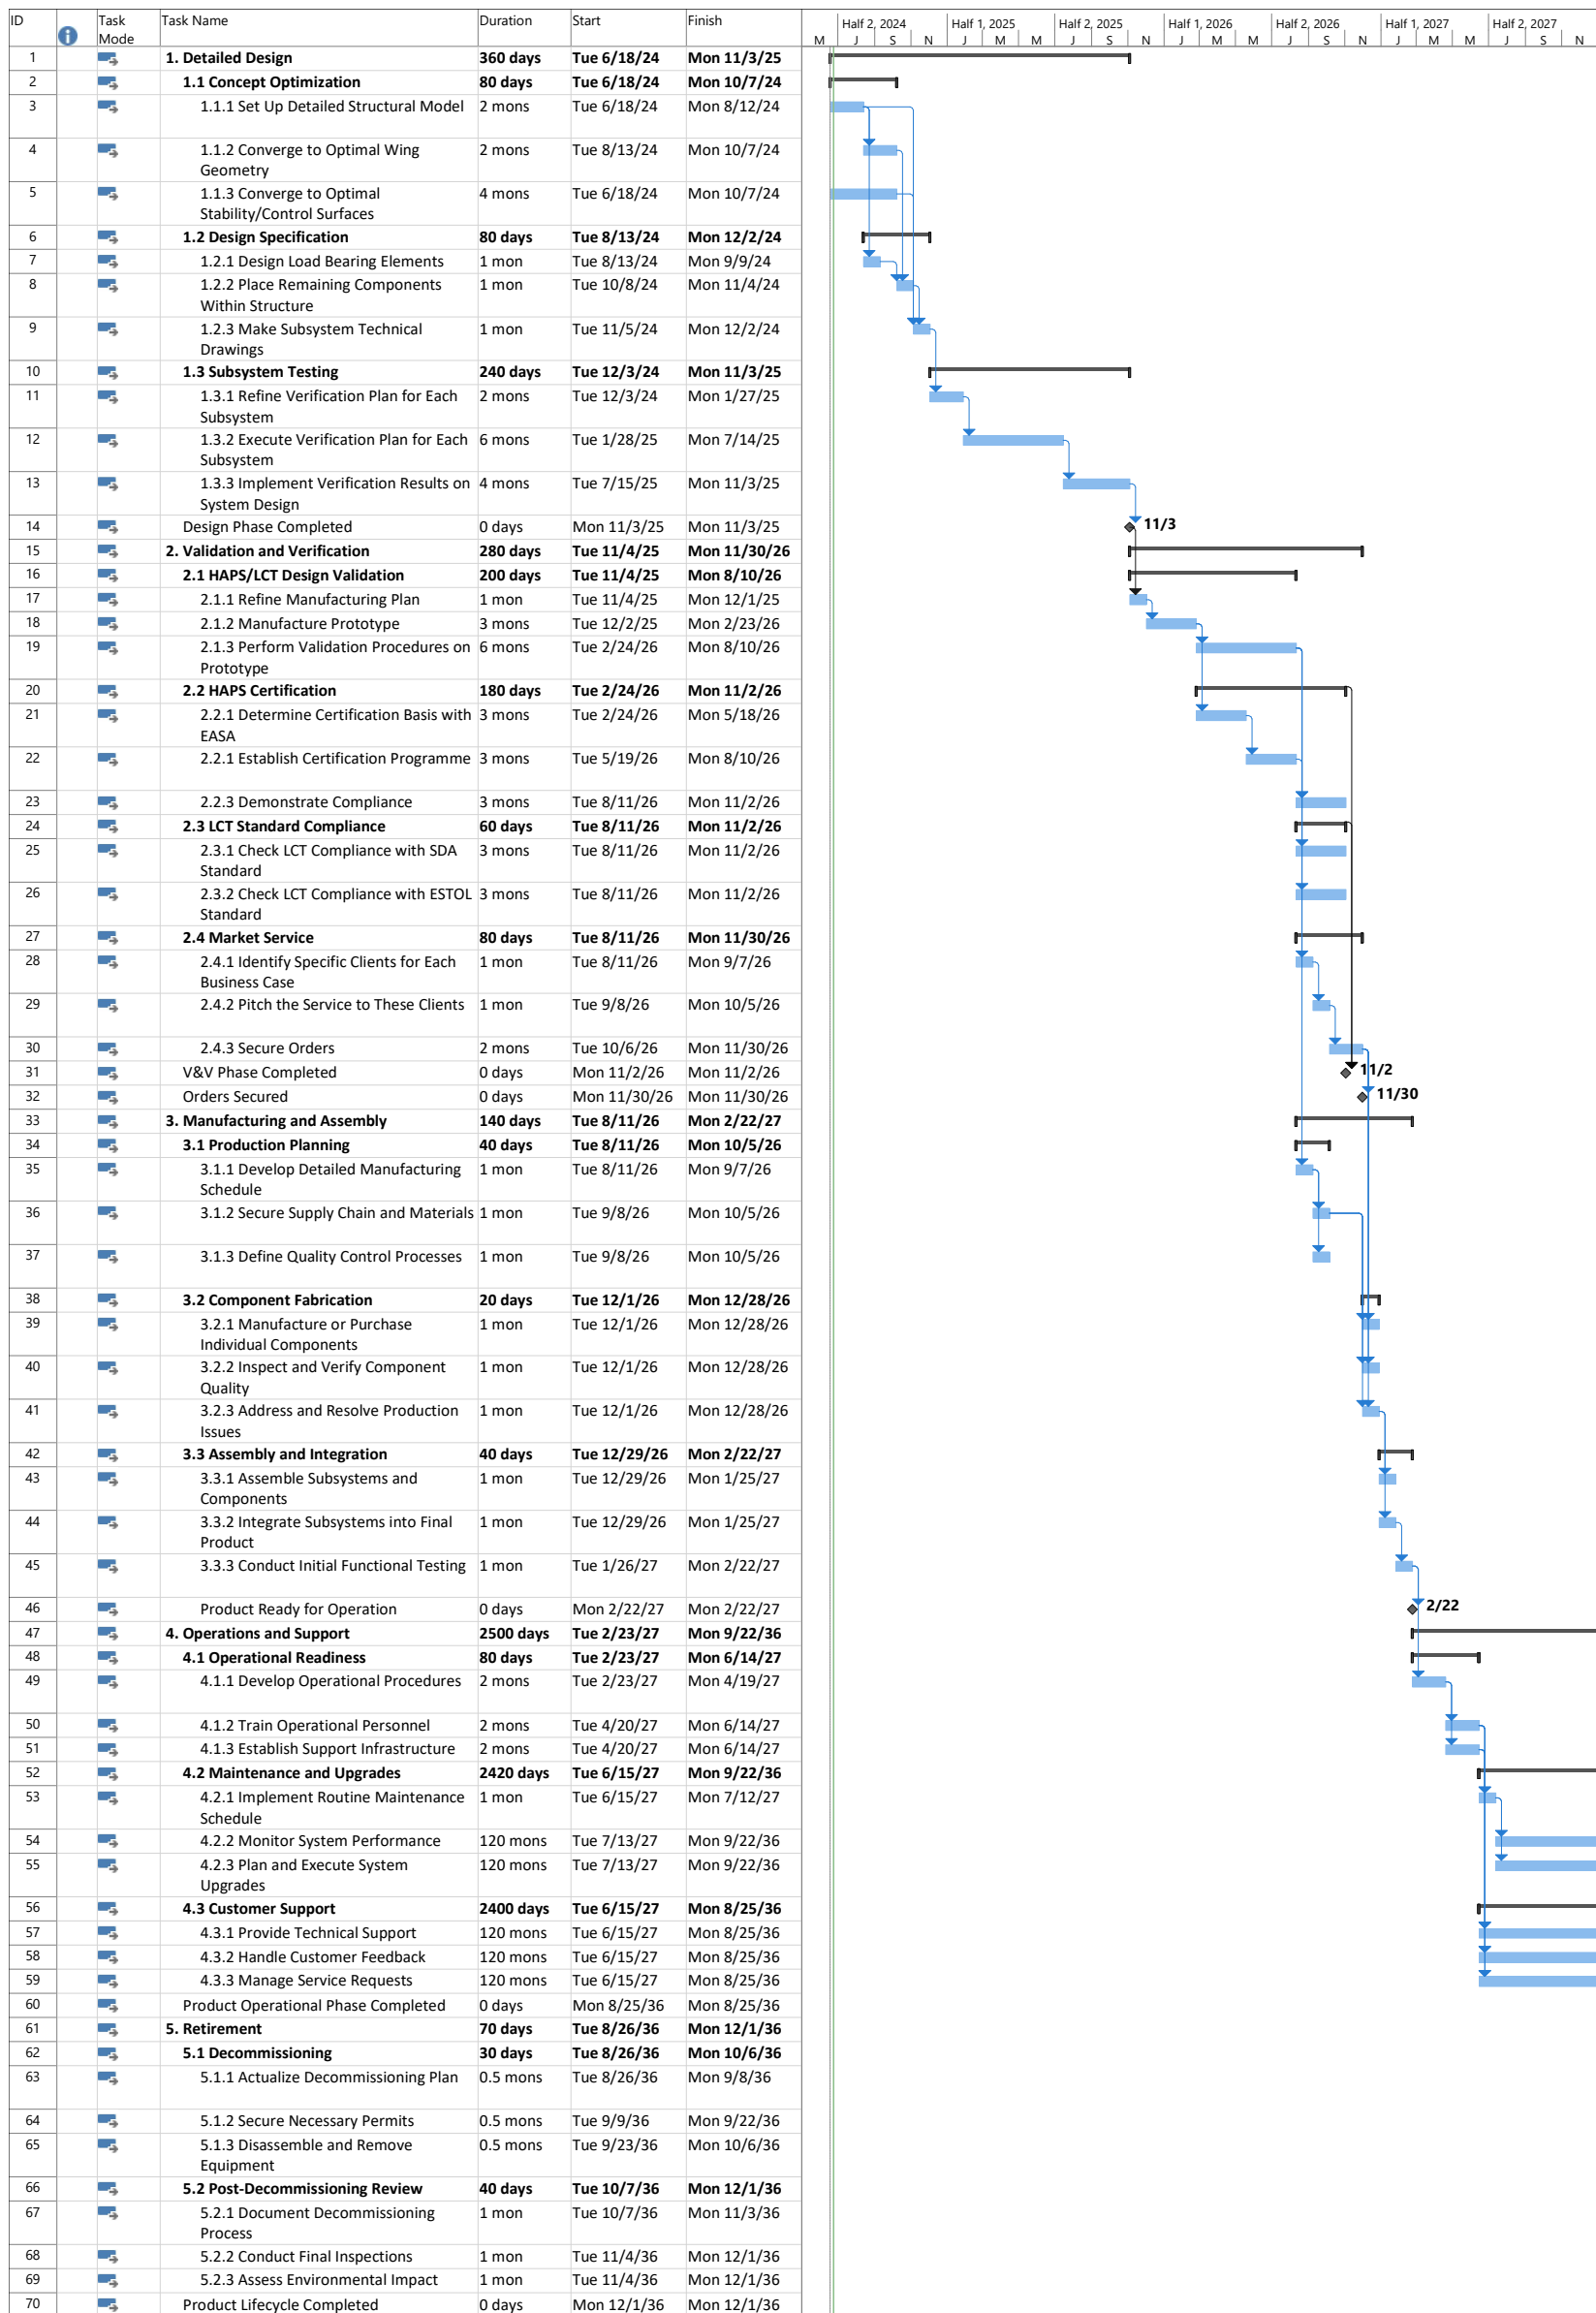 ID Task Mode Task Name Duration Start Finish
Half 2, 2024 Half 1, 2025 Half 2, 2025 Half 1, 2026 Half 2, 2026 Half 1, 2027 Half 2, 2027
M J S N J M M J S N J M M J S N J M M J S N
1 1. Detailed Design 360 days Tue 6/18/24 Mon 11/3/25
2 1.1 Concept Optimization 80 days Tue 6/18/24 Mon 10/7/24
3 1.1.1 Set Up Detailed Structural Model 2 mons Tue 6/18/24 Mon 8/12/24
4 1.1.2 Converge to Optimal Wing 2 mons Tue 8/13/24 Mon 10/7/24
Geometry
5 1.1.3 Converge to Optimal 4 mons Tue 6/18/24 Mon 10/7/24
Stability/Control Surfaces
6 1.2 Design Specification 80 days Tue 8/13/24 Mon 12/2/24
7 1.2.1 Design Load Bearing Elements 1 mon Tue 8/13/24 Mon 9/9/24
8 1.2.2 Place Remaining Components 1 mon Tue 10/8/24 Mon 11/4/24
Within Structure
9 1.2.3 Make Subsystem Technical 1 mon Tue 11/5/24 Mon 12/2/24
Drawings
10 1.3 Subsystem Testing 240 days Tue 12/3/24 Mon 11/3/25
11 1.3.1 Refine Verification Plan for Each 2 mons Tue 12/3/24 Mon 1/27/25
Subsystem
12 1.3.2 Execute Verification Plan for Each 6 mons Tue 1/28/25 Mon 7/14/25
Subsystem
13 1.3.3 Implement Verification Results on 4 mons Tue 7/15/25 Mon 11/3/25
System Design
14 Design Phase Completed 0 days Mon 11/3/25 Mon 11/3/25 11/3
15 2. Validation and Verification 280 days Tue 11/4/25 Mon 11/30/26
16 2.1 HAPS/LCT Design Validation 200 days Tue 11/4/25 Mon 8/10/26
17 2.1.1 Refine Manufacturing Plan 1 mon Tue 11/4/25 Mon 12/1/25
18 2.1.2 Manufacture Prototype 3 mons Tue 12/2/25 Mon 2/23/26
19 2.1.3 Perform Validation Procedures on 6 mons Tue 2/24/26 Mon 8/10/26
Prototype
20 2.2 HAPS Certification 180 days Tue 2/24/26 Mon 11/2/26
21 2.2.1 Determine Certification Basis with 3 mons Tue 2/24/26 Mon 5/18/26
EASA
22 2.2.1 Establish Certification Programme 3 mons Tue 5/19/26 Mon 8/10/26
23 2.2.3 Demonstrate Compliance 3 mons Tue 8/11/26 Mon 11/2/26
24 2.3 LCT Standard Compliance 60 days Tue 8/11/26 Mon 11/2/26
25 2.3.1 Check LCT Compliance with SDA 3 mons Tue 8/11/26 Mon 11/2/26
Standard
26 2.3.2 Check LCT Compliance with ESTOL 3 mons Tue 8/11/26 Mon 11/2/26
Standard
27 2.4 Market Service 80 days Tue 8/11/26 Mon 11/30/26
28 2.4.1 Identify Specific Clients for Each 1 mon Tue 8/11/26 Mon 9/7/26
Business Case
29 2.4.2 Pitch the Service to These Clients 1 mon Tue 9/8/26 Mon 10/5/26
30 2.4.3 Secure Orders 2 mons Tue 10/6/26 Mon 11/30/26
31 V&V Phase Completed 0 days Mon 11/2/26 Mon 11/2/26 11/2
32 Orders Secured 0 days Mon 11/30/26 Mon 11/30/26 11/30
33 3. Manufacturing and Assembly 140 days Tue 8/11/26 Mon 2/22/27
34 3.1 Production Planning 40 days Tue 8/11/26 Mon 10/5/26
35 3.1.1 Develop Detailed Manufacturing 1 mon Tue 8/11/26 Mon 9/7/26
Schedule
36 3.1.2 Secure Supply Chain and Materials 1 mon Tue 9/8/26 Mon 10/5/26
37 3.1.3 Define Quality Control Processes 1 mon Tue 9/8/26 Mon 10/5/26
38 3.2 Component Fabrication 20 days Tue 12/1/26 Mon 12/28/26
39 3.2.1 Manufacture or Purchase 1 mon Tue 12/1/26 Mon 12/28/26
Individual Components
40 3.2.2 Inspect and Verify Component 1 mon Tue 12/1/26 Mon 12/28/26
Quality
41 3.2.3 Address and Resolve Production 1 mon Tue 12/1/26 Mon 12/28/26
Issues
42 3.3 Assembly and Integration 40 days Tue 12/29/26 Mon 2/22/27
43 3.3.1 Assemble Subsystems and 1 mon Tue 12/29/26 Mon 1/25/27
Components
44 3.3.2 Integrate Subsystems into Final 1 mon Tue 12/29/26 Mon 1/25/27
Product
45 3.3.3 Conduct Initial Functional Testing 1 mon Tue 1/26/27 Mon 2/22/27
46 Product Ready for Operation 0 days Mon 2/22/27 Mon 2/22/27 2/22
47 4. Operations and Support 2500 days Tue 2/23/27 Mon 9/22/36
48 4.1 Operational Readiness 80 days Tue 2/23/27 Mon 6/14/27
49 4.1.1 Develop Operational Procedures 2 mons Tue 2/23/27 Mon 4/19/27
50 4.1.2 Train Operational Personnel 2 mons Tue 4/20/27 Mon 6/14/27
51 4.1.3 Establish Support Infrastructure 2 mons Tue 4/20/27 Mon 6/14/27
52 4.2 Maintenance and Upgrades 2420 days Tue 6/15/27 Mon 9/22/36
53 4.2.1 Implement Routine Maintenance 1 mon Tue 6/15/27 Mon 7/12/27
Schedule
54 4.2.2 Monitor System Performance 120 mons Tue 7/13/27 Mon 9/22/36
55 4.2.3 Plan and Execute System 120 mons Tue 7/13/27 Mon 9/22/36
Upgrades
56 4.3 Customer Support 2400 days Tue 6/15/27 Mon 8/25/36
57 4.3.1 Provide Technical Support 120 mons Tue 6/15/27 Mon 8/25/36
58 4.3.2 Handle Customer Feedback 120 mons Tue 6/15/27 Mon 8/25/36
59 4.3.3 Manage Service Requests 120 mons Tue 6/15/27 Mon 8/25/36
60 Product Operational Phase Completed 0 days Mon 8/25/36 Mon 8/25/36
61 5. Retirement 70 days Tue 8/26/36 Mon 12/1/36
62 5.1 Decommissioning 30 days Tue 8/26/36 Mon 10/6/36
63 5.1.1 Actualize Decommissioning Plan 0.5 mons Tue 8/26/36 Mon 9/8/36
64 5.1.2 Secure Necessary Permits 0.5 mons Tue 9/9/36 Mon 9/22/36
65 5.1.3 Disassemble and Remove 0.5 mons Tue 9/23/36 Mon 10/6/36
Equipment
66 5.2 Post-Decommissioning Review 40 days Tue 10/7/36 Mon 12/1/36
67 5.2.1 Document Decommissioning 1 mon Tue 10/7/36 Mon 11/3/36
Process
68 5.2.2 Conduct Final Inspections 1 mon Tue 11/4/36 Mon 12/1/36
69 5.2.3 Assess Environmental Impact 1 mon Tue 11/4/36 Mon 12/1/36
70 Product Lifecycle Completed 0 days Mon 12/1/36 Mon 12/1/36